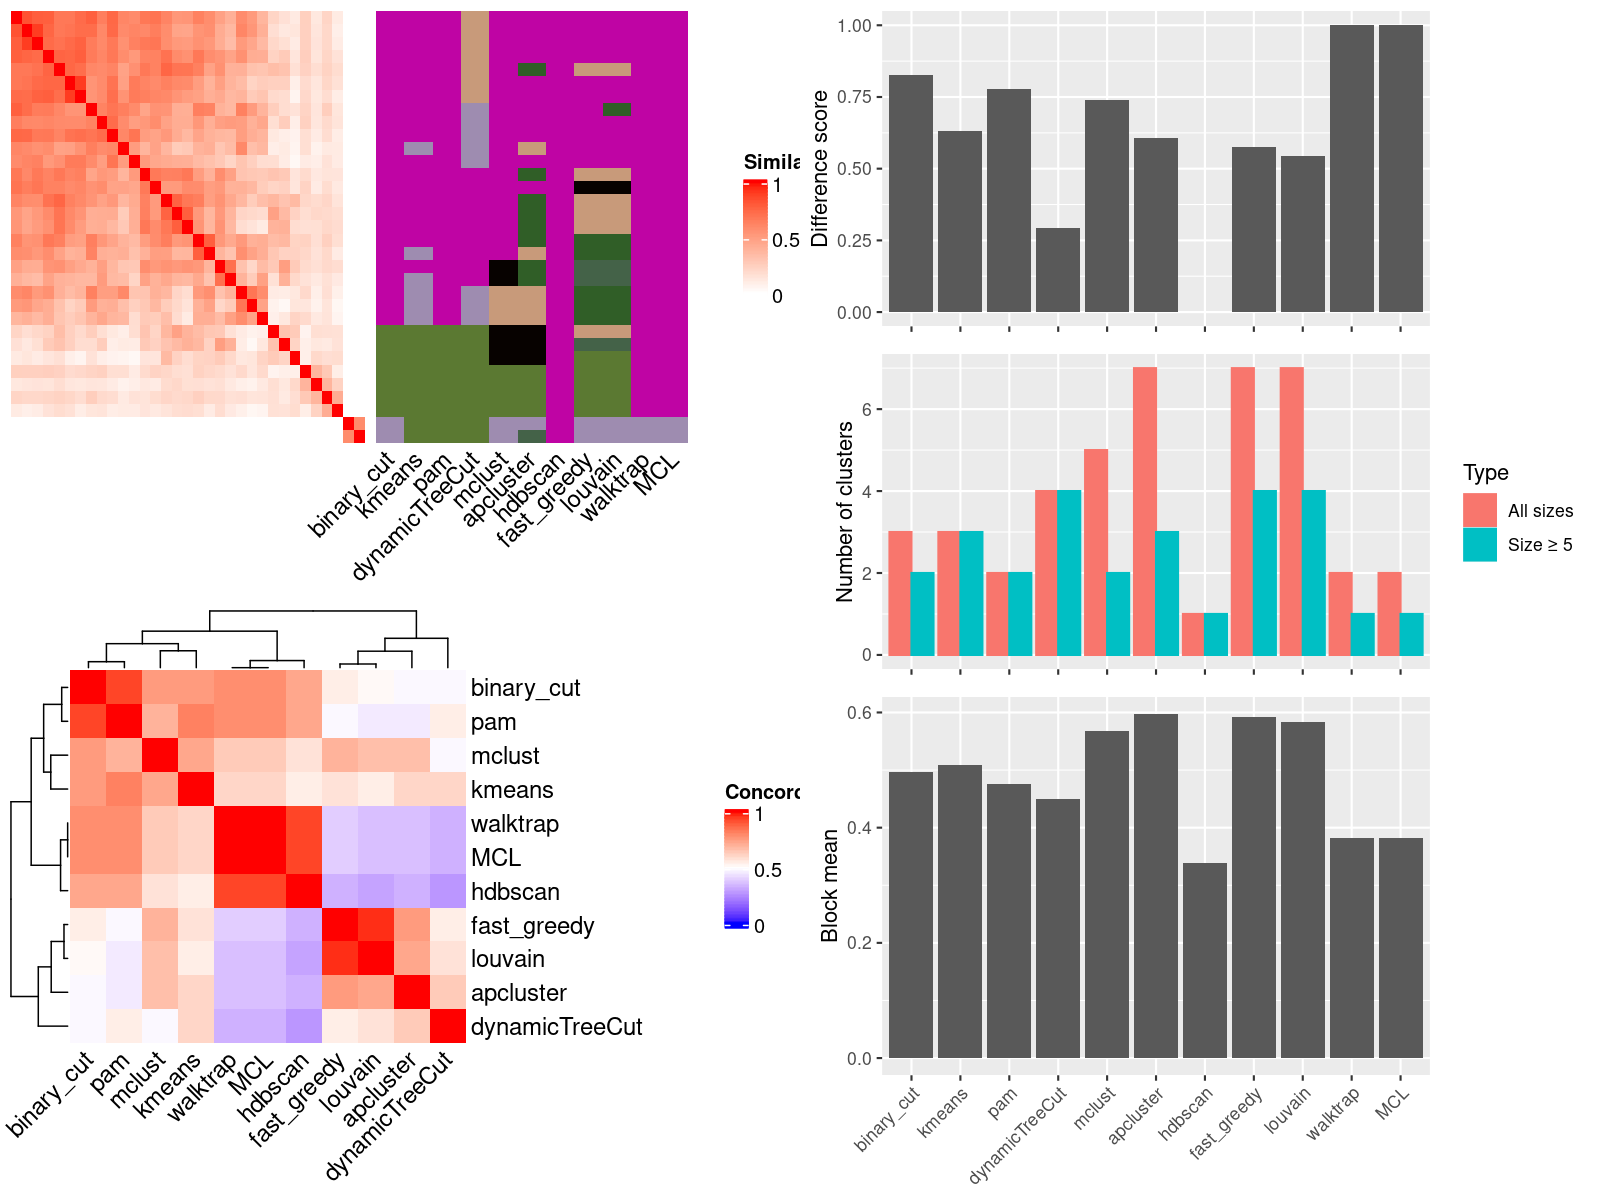 Simila
1
0.5
0
binary_cut
kmeans
pam
dynamicTreeCut
mclust
apcluster
hdbscan
fast_greedy
louvain
walktrap
MCL
Difference score
1.00
0.75
0.50
0.25
0.00
Number of clusters
6
4
2
0
Type
All sizes
Size ≥ 5
binary_cut
pam
mclust
kmeans
walktrap
MCL
hdbscan
fast_greedy
louvain
apcluster
dynamicTreeCut
binary_cut
pam
mclust
kmeans
walktrap
MCL
hdbscan
fast_greedy
louvain
apcluster
dynamicTreeCut
Concord
1
0.5
0
Block mean
0.6
0.4
0.2
0.0
binary_cut
kmeans
pam
dynamicTreeCut
mclust
apcluster
hdbscan
fast_greedy
louvain
walktrap
MCL